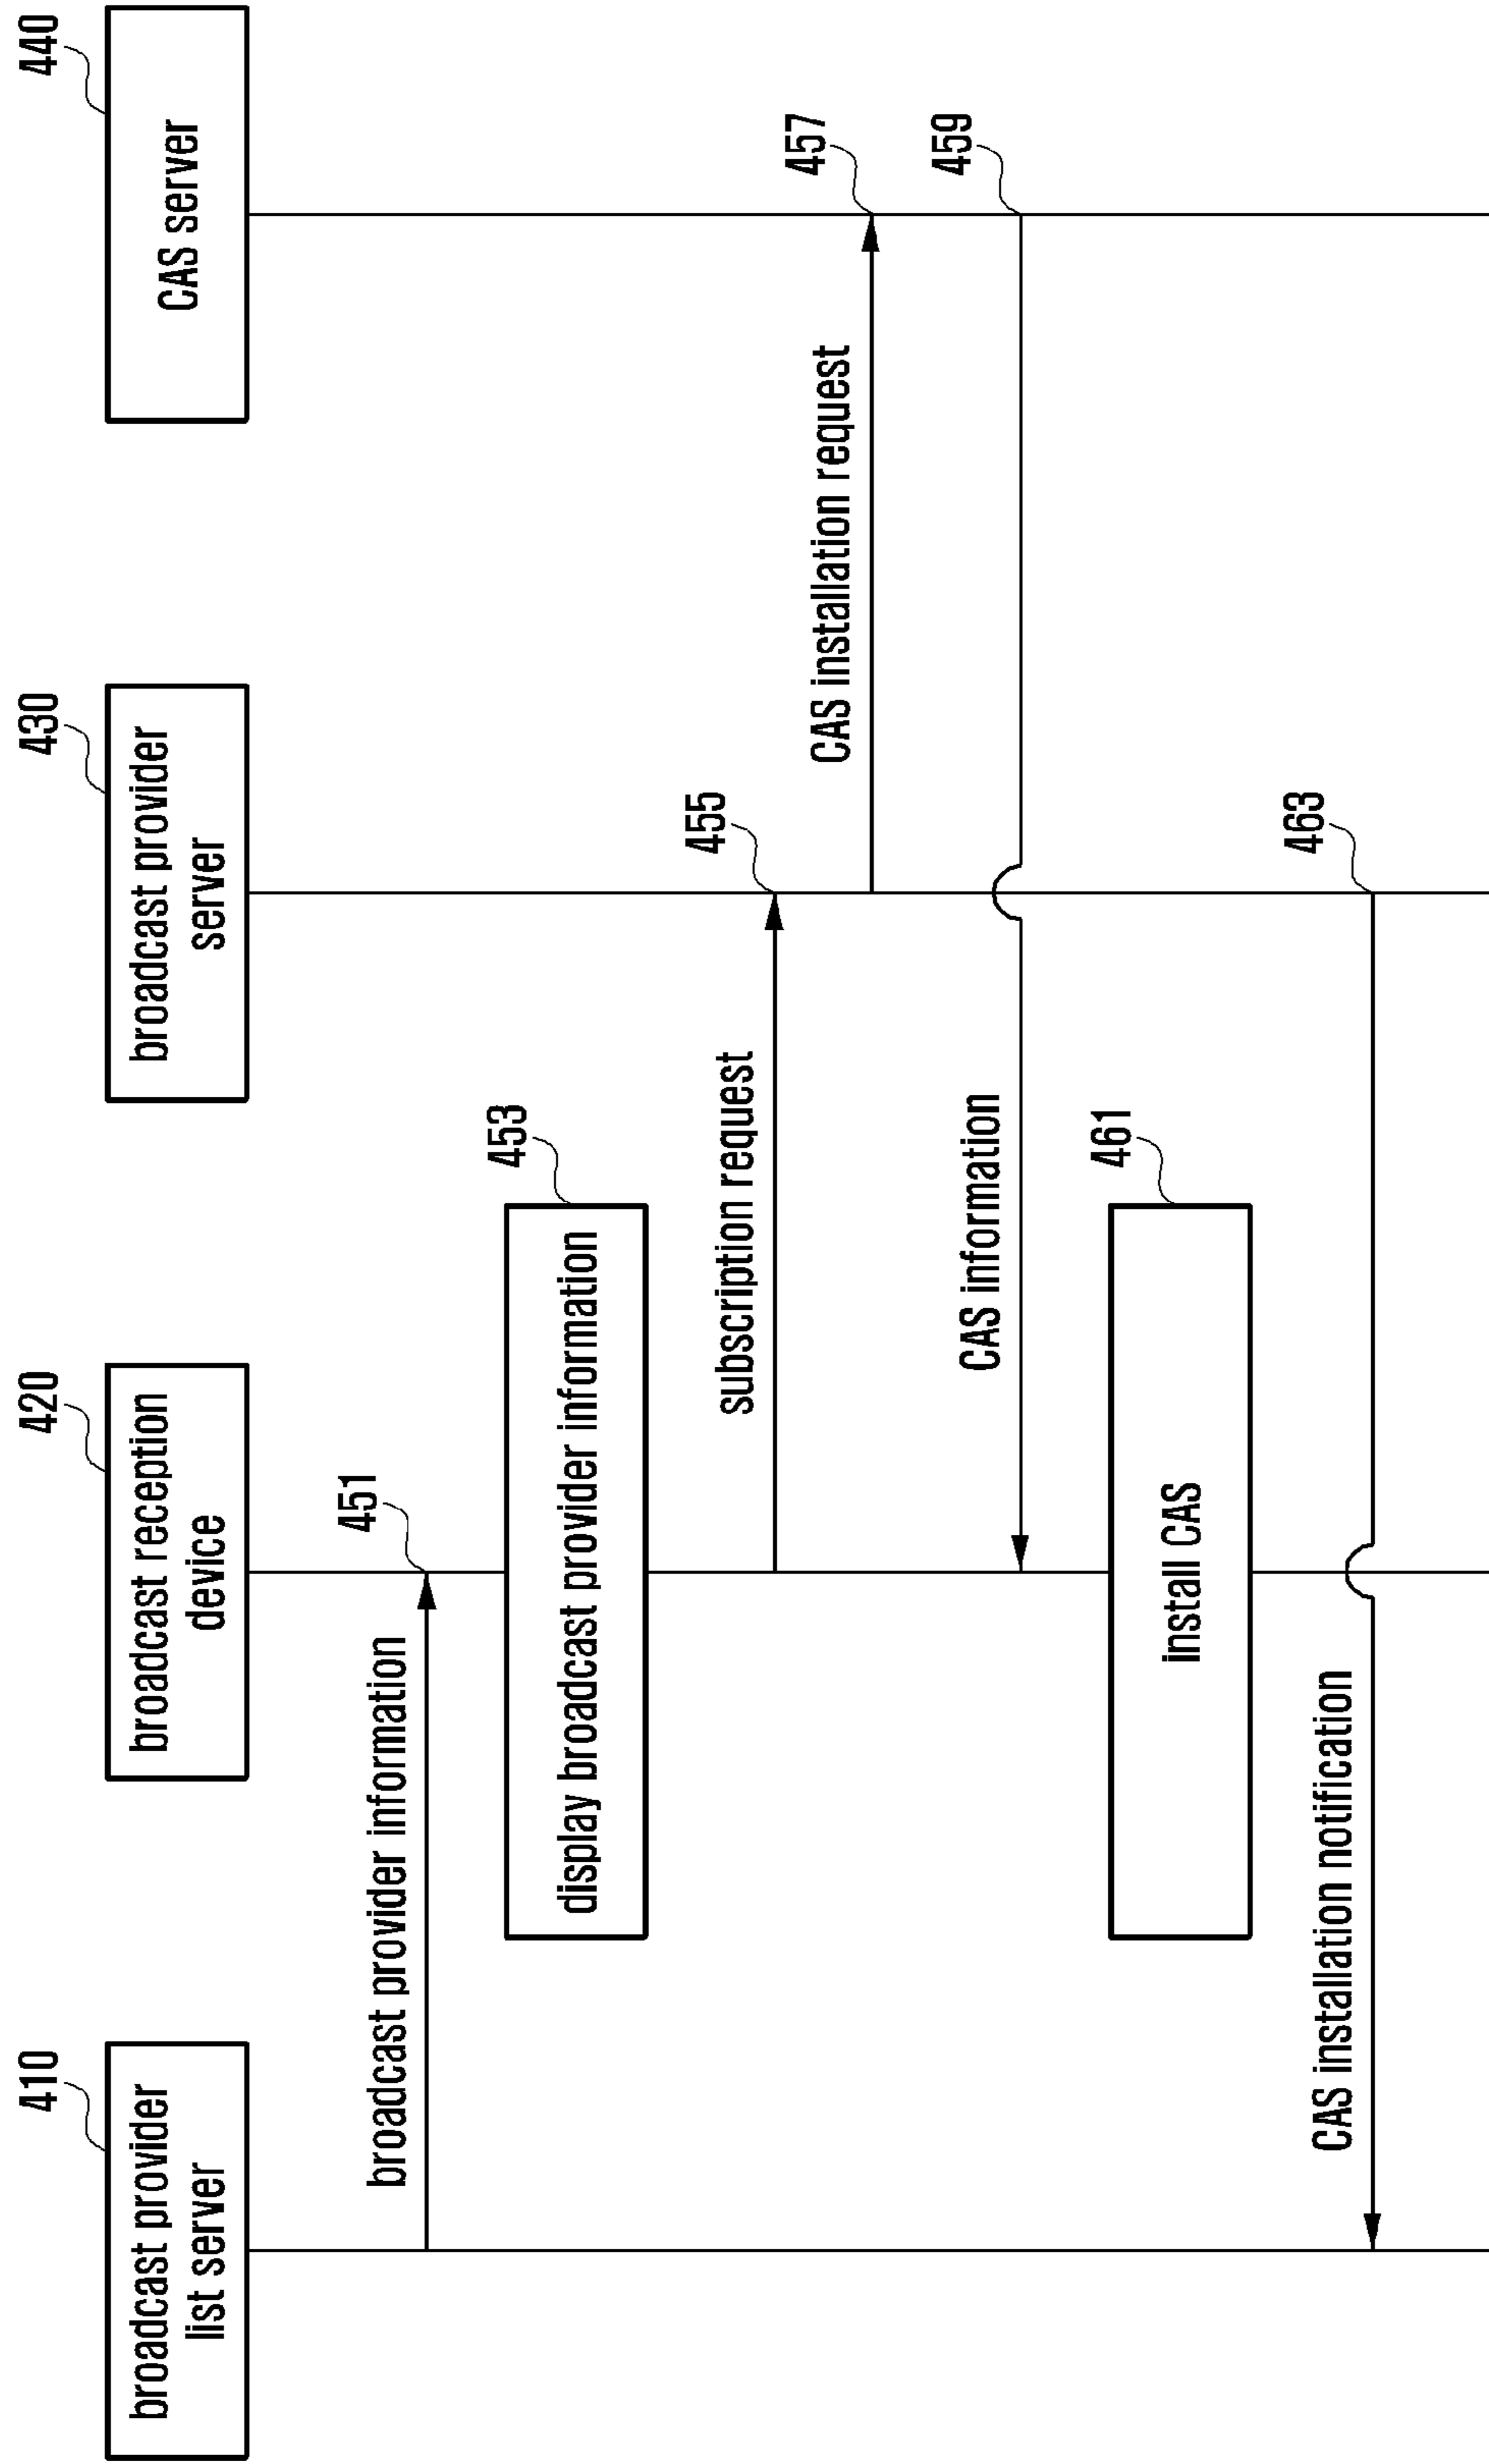 410
broadcast provider
list server
420
broadcast reception
device
430
broadcast provider
server
440
CAS server
broadcast provider information
451
display broadcast provider information
453
subscription request
455
CAS installation request
457
CAS information
459
install CAS
461
CAS installation notification
463